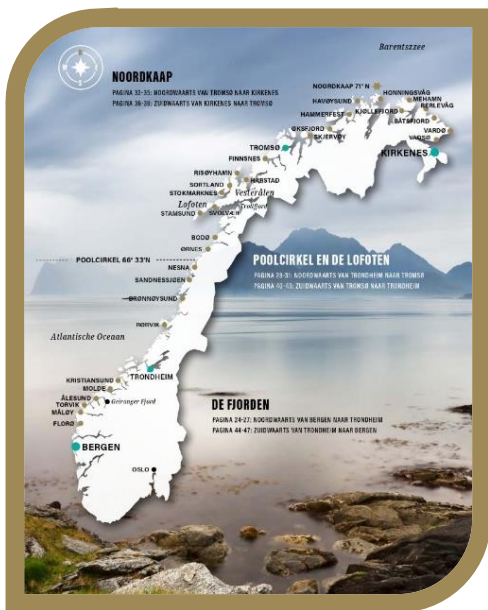 Barentszzee
NOORDKAAP
PAGINA 32-35: NOORDWAARTS VAN TROMSØ NAAR KIRKENES
PAGINA 36-39: ZUIDWAARTS VAN KIRKENES NAAR TROMSØ
NOORDKAAP 71° N
HONNINGSVÅG
HAVØYSUND
MEHAMN
KJØLLEFJORD
BERLEVÅG
HAMMERFEST
BÅTSFJORD
ØKSFJORD
VARDØ
SKJERVØY
VADSØ
TROMSØ
KIRKENES
FINNSNES
RISØYHAMN
HARSTAD
SORTLAND
Vesterålen
STOKMARKNES
Lofoten
Trollfjord
STAMSUND
SVOLVÆR
BODØ
ØRNES
POOLCIRKEL 66° 33'N
NESNA
SANDNESSJØEN
BRØNNØYSUND
POOLCIRKEL EN DE LOFOTEN
PAGINA 28-31: NOORDWAARTS VAN TRONDHEIM NAAR TROMSØ
PAGINA 40-43: ZUIDWAARTS VAN TROMSØ NAAR TRONDHEIM
RØRVIK
Atlantische Oceaan
TRONDHEIM
KRISTIANSUND
MOLDE
ÅLESUND
Geiranger Fjord
TORVIK
MÅLØY
FLORØ
DE FJORDEN
PAGINA 24-27: NOORDWAARTS VAN BERGEN NAAR TRONDHEIM
PAGINA 44-47: ZUIDWAARTS VAN TRONDHEIM NAAR BERGEN
BERGEN
OSLO